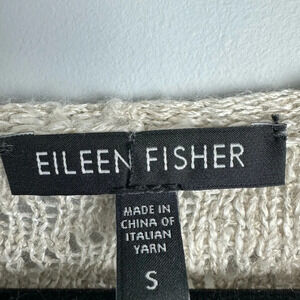 EILEEN FISHER
MADE IN
CHINA OF
ITALIAN
YARN
S